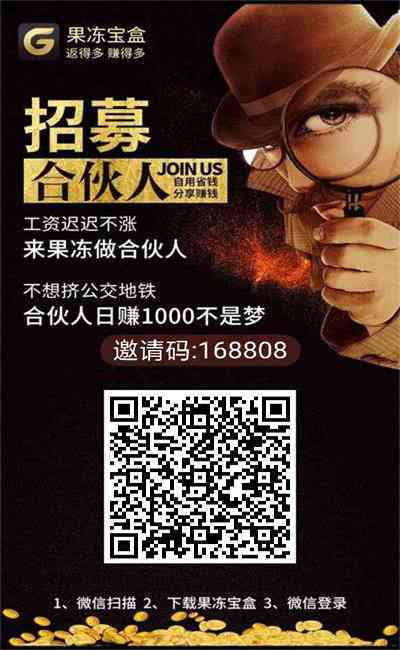 G 果冻宝盒
返得多 赚得多
招募
合伙人 JOIN US
自用省钱
分享赚钱
工资迟迟不涨
来果冻做合伙人
不想挤公交地铁
合伙人日赚1000不是梦
邀请码:168808
1、微信扫描 2、下载果冻宝盒 3、微信登录